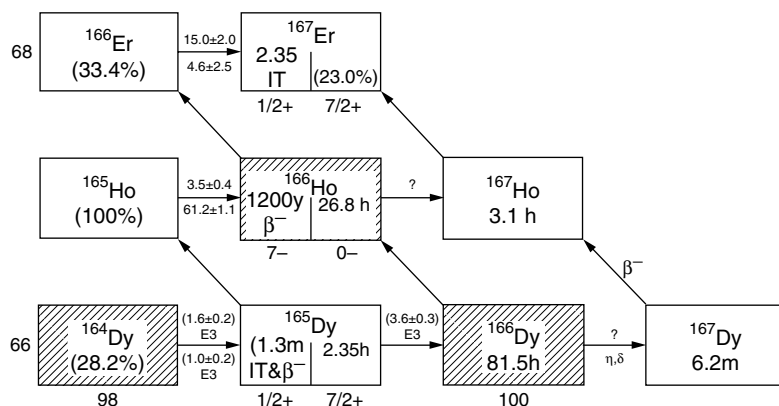 68
¹⁶⁶Er
(33.4%)
15.0±2.0
4.6±2.5
¹⁶⁷Er
2.35
IT
(23.0%)
1/2+
7/2+
¹⁶⁵Ho
(100%)
3.5±0.4
61.2±1.1
¹⁶⁶Ho
1200y
β⁻
26.8 h
7–
0–
?
¹⁶⁷Ho
3.1 h
β⁻
66
¹⁶⁴Dy
(28.2%)
98
(1.6±0.2)
E3
(1.0±0.2)
E3
¹⁶⁵Dy
(1.3m
IT&β⁻
2.35h
1/2+
7/2+
(3.6±0.3)
E3
¹⁶⁶Dy
81.5h
100
?
η,δ
¹⁶⁷Dy
6.2m